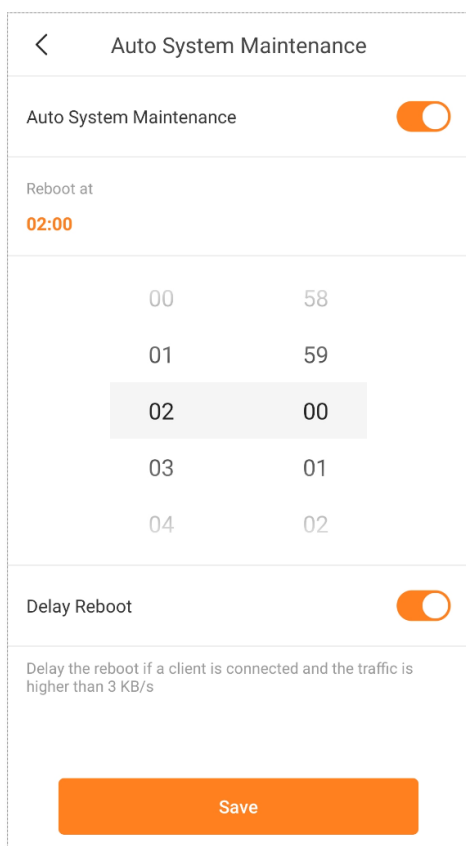 Auto System Maintenance
Auto System Maintenance
Reboot at
02:00
00 58
01 59
02 00
03 01
04 02
Delay Reboot
Delay the reboot if a client is connected and the traffic is
higher than 3 KB/s
Save